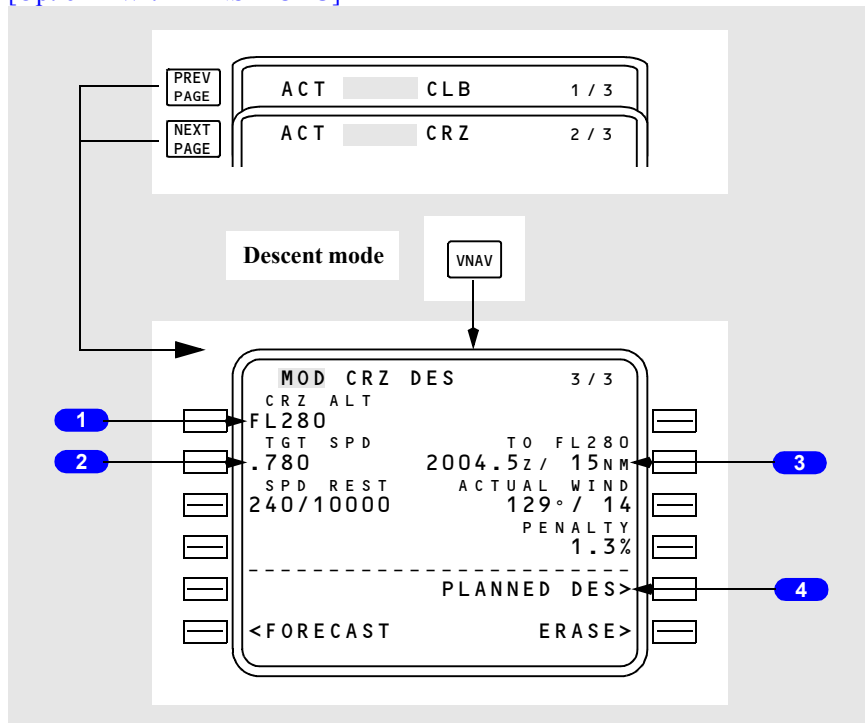 PREV
PAGE
ACT CLB 1/3
NEXT
PAGE
ACT CRZ 2/3
Descent mode
VNAV
MOD CRZ DES 3/3
CRZ ALT
1
FL280
TGT SPD TO FL280
2 .780 2004.5z/ 15NM 3
SPD REST ACTUAL WIND
240/10000 129°/ 14
PENALTY
1.3%
PLANNED DES> 4
<FORECAST ERASE>